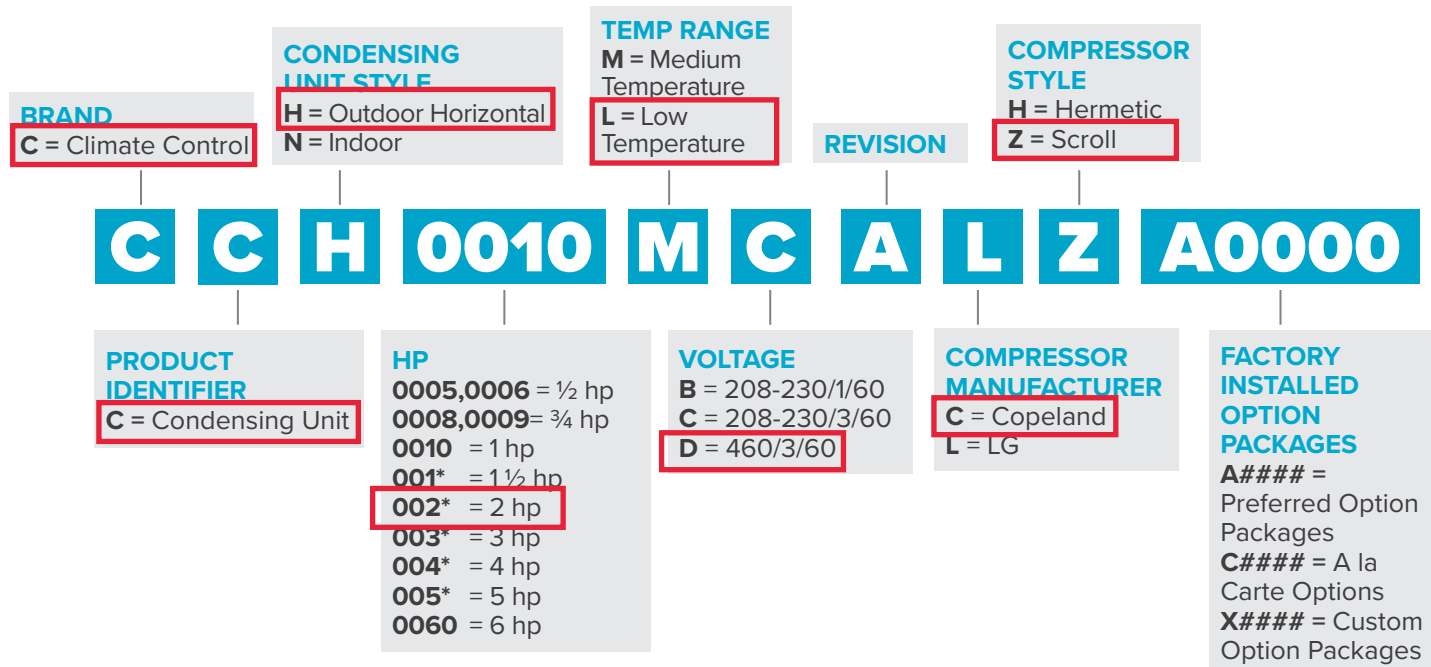 BRAND
C = Climate Control
CONDENSING
UNIT STYLE
H = Outdoor Horizontal
N = Indoor
TEMP RANGE
M = Medium
Temperature
L = Low
Temperature
REVISION
COMPRESSOR
STYLE
H = Hermetic
Z = Scroll
C C H 0010 M C A L Z A0000
PRODUCT
IDENTIFIER
C = Condensing Unit
HP
0005,0006 = ½ hp
0008,0009= ¾ hp
0010 = 1 hp
001* = 1 ½ hp
002* = 2 hp
003* = 3 hp
004* = 4 hp
005* = 5 hp
0060 = 6 hp
VOLTAGE
B = 208-230/1/60
C = 208-230/3/60
D = 460/3/60
COMPRESSOR
MANUFACTURER
C = Copeland
L = LG
FACTORY
INSTALLED
OPTION
PACKAGES
A#### =
Preferred Option
Packages
C#### = A la
Carte Options
X#### = Custom
Option Packages